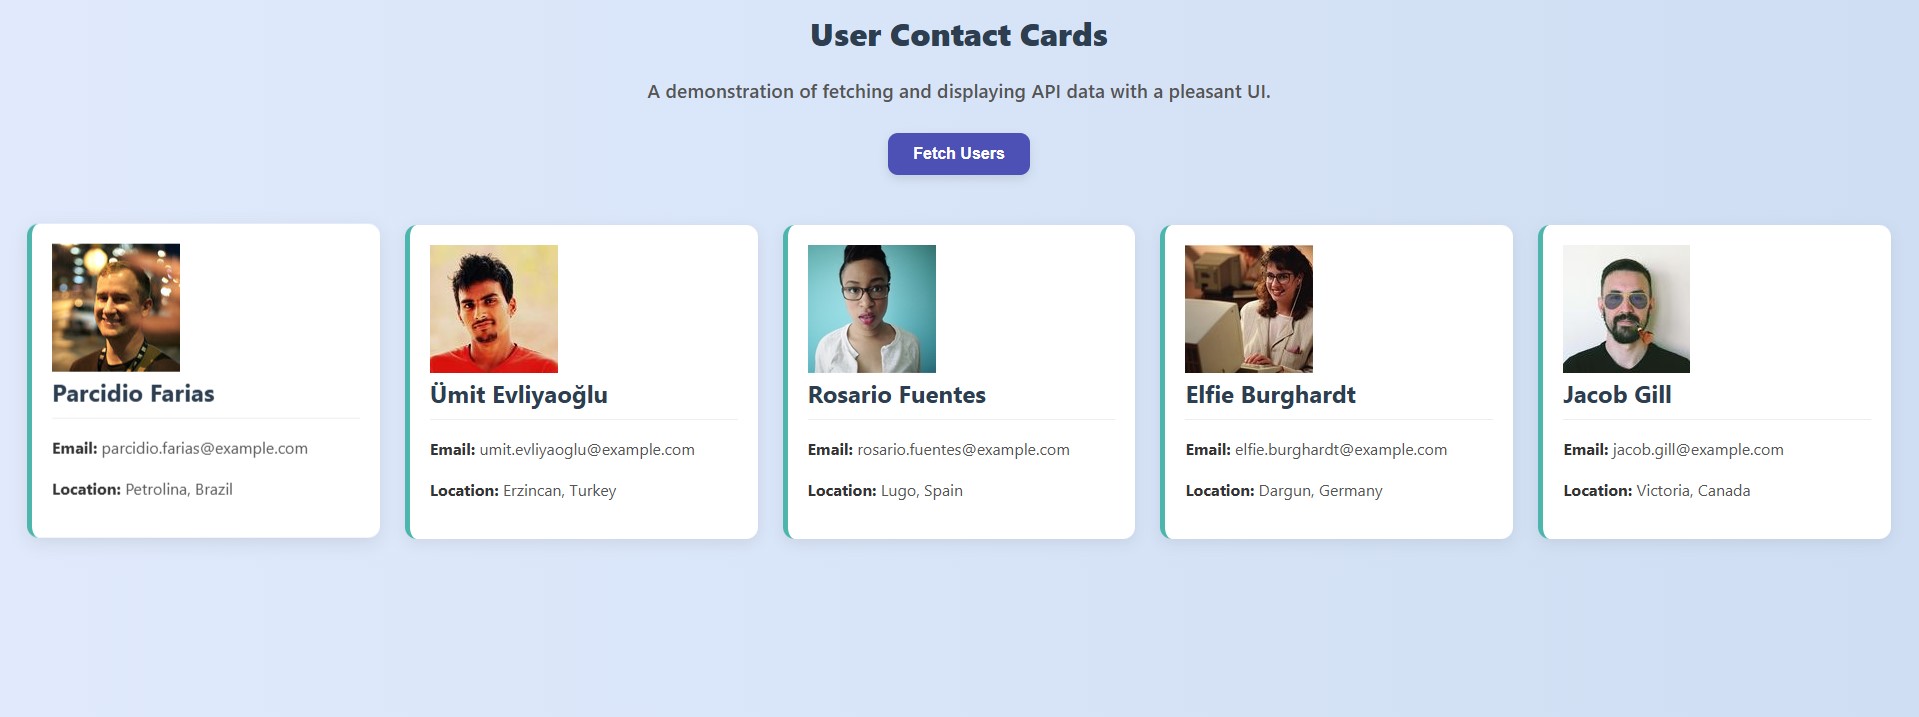 User Contact Cards
A demonstration of fetching and displaying API data with a pleasant UI.
Fetch Users
Parcidio Farias
Email: parcidio.farias@example.com
Location: Petrolina, Brazil
Ümit Evliyaoğlu
Email: umit.evliyaoglu@example.com
Location: Erzincan, Turkey
Rosario Fuentes
Email: rosario.fuentes@example.com
Location: Lugo, Spain
Elfie Burghardt
Email: elfie.burghardt@example.com
Location: Dargun, Germany
Jacob Gill
Email: jacob.gill@example.com
Location: Victoria, Canada